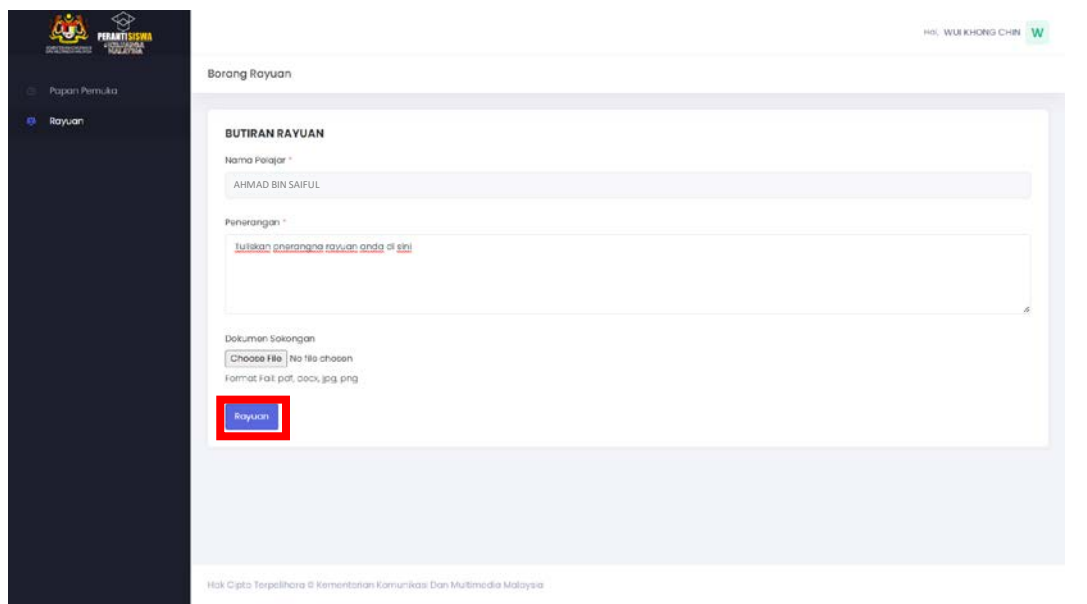 PERANTISISWA
KELUARGA
MALAYSIA
Hai, WUI KHONG CHIN W
Papan Pemuka
Rayuan
Borang Rayuan
BUTIRAN RAYUAN
Nama Pelajar *
AHMAD BIN SAIFUL
Penerangan *
Tuliskan pnerangna rayuan anda di sini
Dokumen Sokongan
Choose File No file chosen
Format Fail: pdf, docx, jpg, png
Rayuan
Hak Cipta Terpelihara © Kementerian Komunikasi Dan Multimedia Malaysia